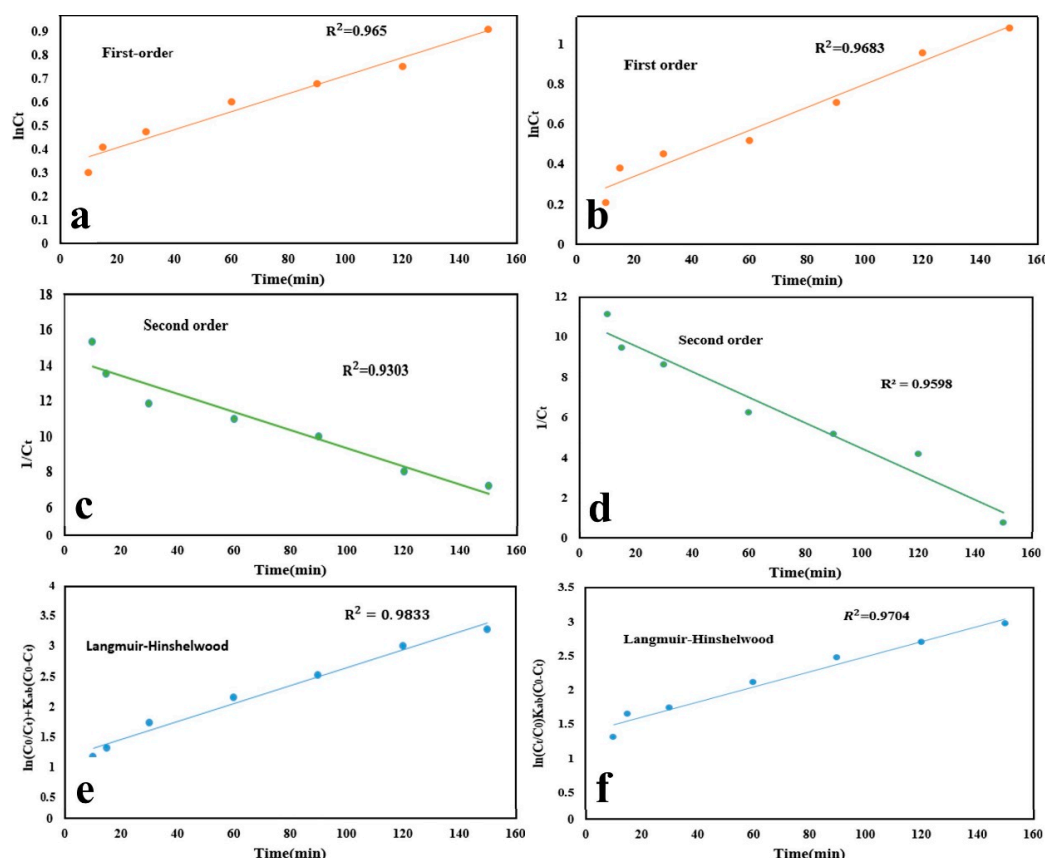 0.9
0.8
0.7
0.6
0.5
0.4
0.3
0.2
0.1
0
lnCt
First-order
R²=0.965
a
0 20 40 60 80 100 120 140 160
Time(min)
1
0.8
0.6
0.4
0.2
0
lnCt
First order
R²=0.9683
b
0 20 40 60 80 100 120 140 160
Time(min)
18
16
14
12
10
8
6
0
1/Ct
Second order
R²=0.9303
c
0 20 40 60 80 100 120 140 160
Time(min)
12
10
8
6
4
2
0
1/Ct
Second order
R² = 0.9598
d
0 20 40 60 80 100 120 140 160
Time(min)
4
3.5
3
2.5
2
1.5
1
0.5
0
ln(C0/Ct)+Kab(C0-Ct)
Langmuir-Hinshelwood
R² = 0.9833
e
0 20 40 60 80 100 120 140 160
Time(min)
3.5
3
2.5
2
1.5
1
0.5
0
ln(Ct/C0)Kab(C0-Ct)
Langmuir-Hinshelwood
R²=0.9704
f
0 20 40 60 80 100 120 140 160
Time(min)